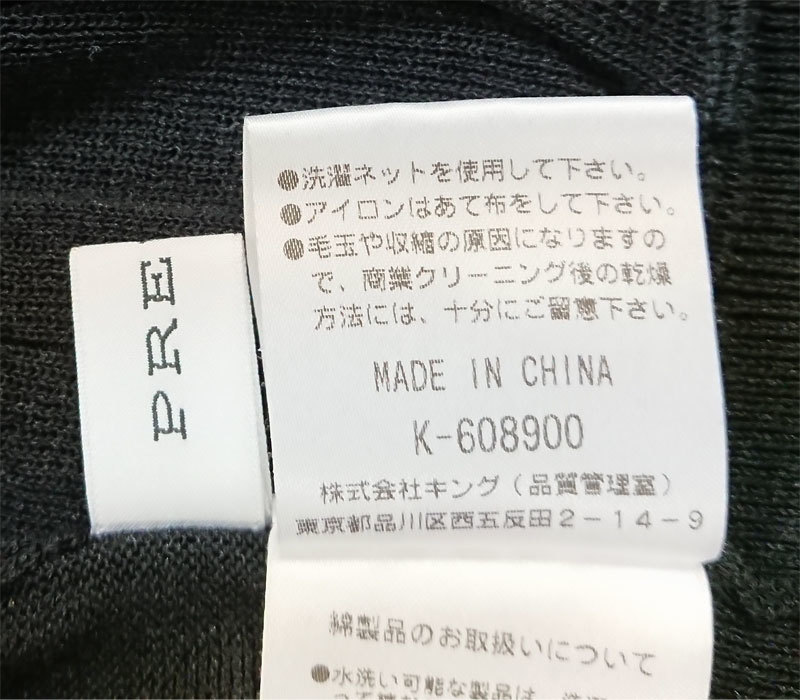 PRE
●洗濯ネットを使用して下さい。
●アイロンはあて布をして下さい。
●毛玉や収縮の原因になりますの
で、商業クリーニング後の乾燥
方法には、十分にご留意下さい。
MADE IN CHINA
K-608900
株式会社キング（品質管理室）
東京都品川区西五反田2-14-9
綿製品のお取扱いについて
●水洗い可能な製品は、洗濯